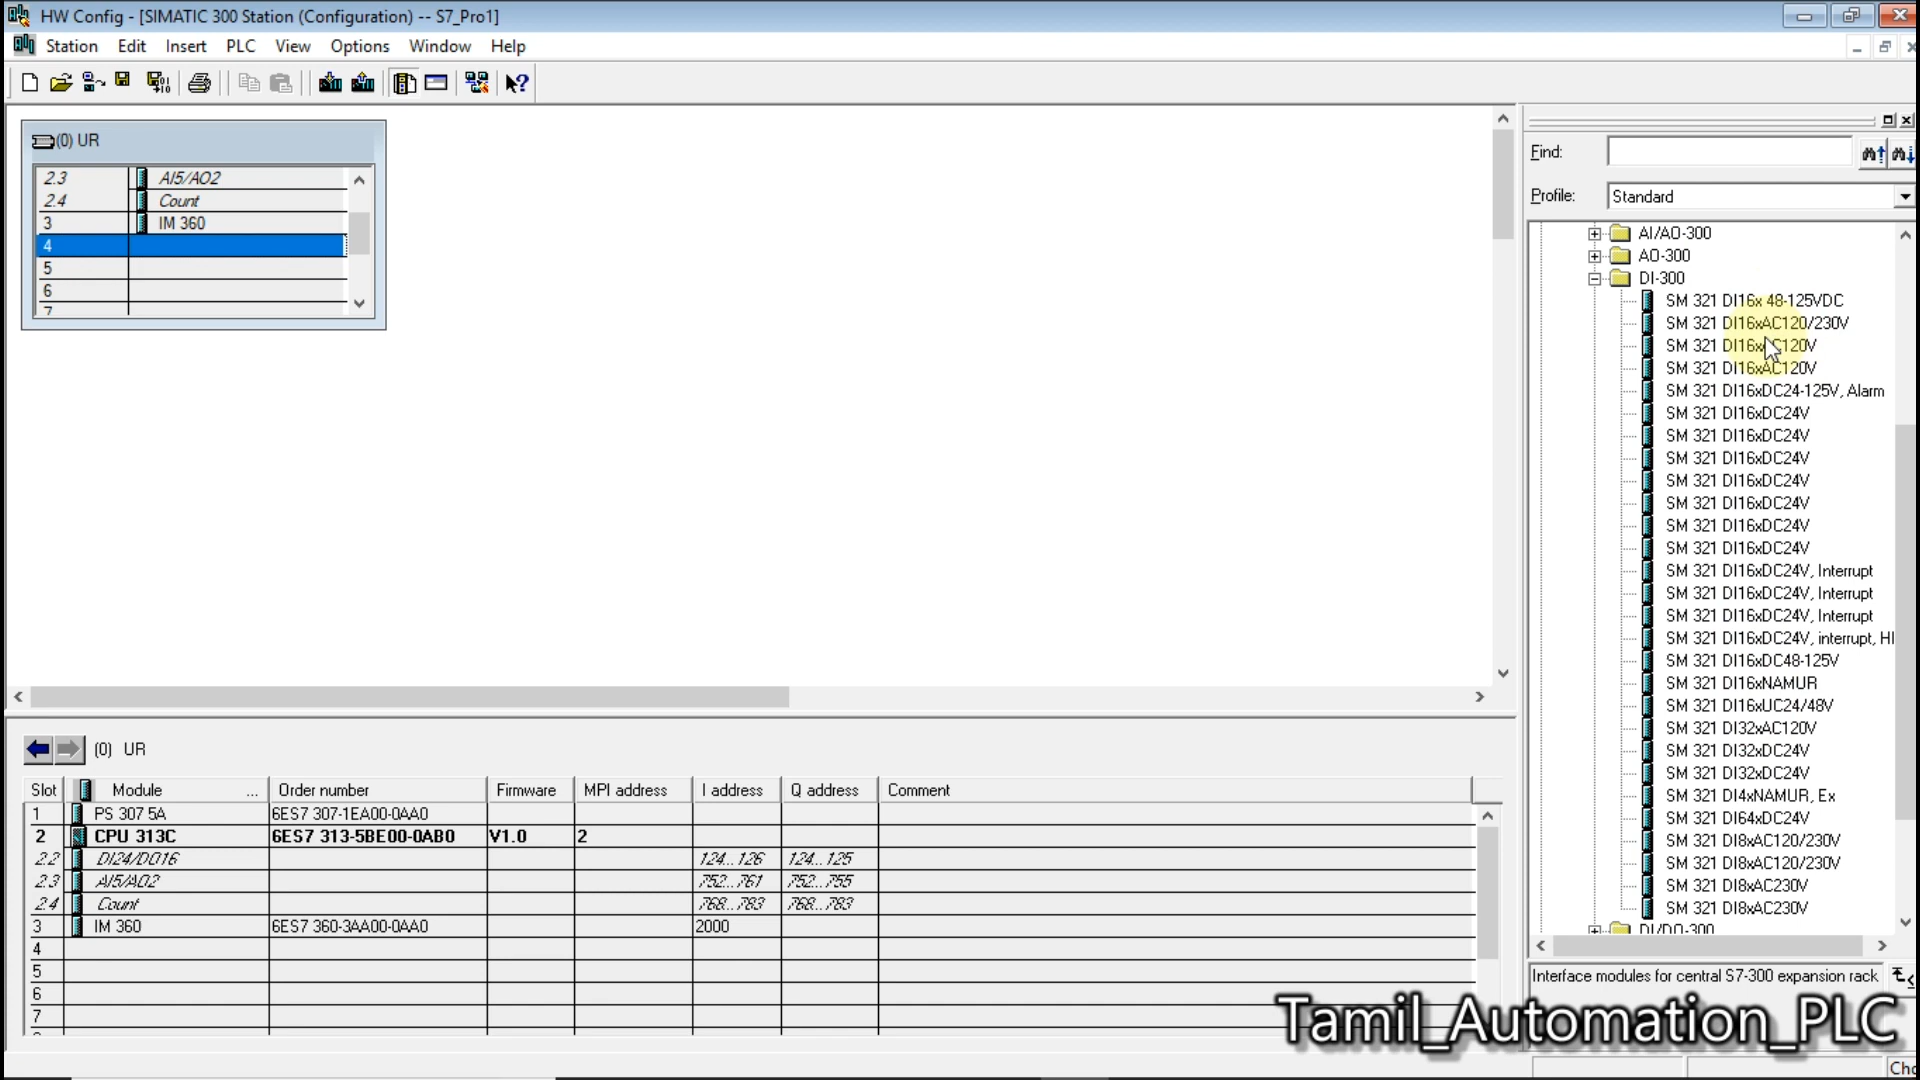 HW Config - [SIMATIC 300 Station (Configuration) -- S7_Pro1]
Station Edit Insert PLC View Options Window Help
(0) UR
2.3 AI5/AO2
2.4 Count
3 IM 360
4
5
6
7
Find:
Profile: Standard
AI/AO-300
AO-300
DI-300
SM 321 DI16x 48-125VDC
SM 321 DI16xAC120/230V
SM 321 DI16xAC120V
SM 321 DI16xAC120V
SM 321 DI16xDC24-125V, Alarm
SM 321 DI16xDC24V
SM 321 DI16xDC24V
SM 321 DI16xDC24V
SM 321 DI16xDC24V
SM 321 DI16xDC24V
SM 321 DI16xDC24V
SM 321 DI16xDC24V
SM 321 DI16xDC24V, Interrupt
SM 321 DI16xDC24V, Interrupt
SM 321 DI16xDC24V, Interrupt
SM 321 DI16xDC24V, interrupt, HI
SM 321 DI16xDC48-125V
SM 321 DI16xNAMUR
SM 321 DI16xUC24/48V
SM 321 DI32xAC120V
SM 321 DI32xDC24V
SM 321 DI32xDC24V
SM 321 DI4xNAMUR, Ex
SM 321 DI64xDC24V
SM 321 DI8xAC120/230V
SM 321 DI8xAC120/230V
SM 321 DI8xAC230V
SM 321 DI8xAC230V
DI/DO-300
Interface modules for central S7-300 expansion rack
(0) UR
Slot Module ... Order number Firmware MPI address I address Q address Comment
1 PS 307 5A 6ES7 307-1EA00-0AA0
2 CPU 313C 6ES7 313-5BE00-0AB0 V1.0 2
2.2 DI24/DO16 124...126 124...125
2.3 AI5/AO2 752...761 752...755
2.4 Count 768...783 768...783
3 IM 360 6ES7 360-3AA00-0AA0 2000
4
5
6
7
Tamil_Automation_PLC
Chg